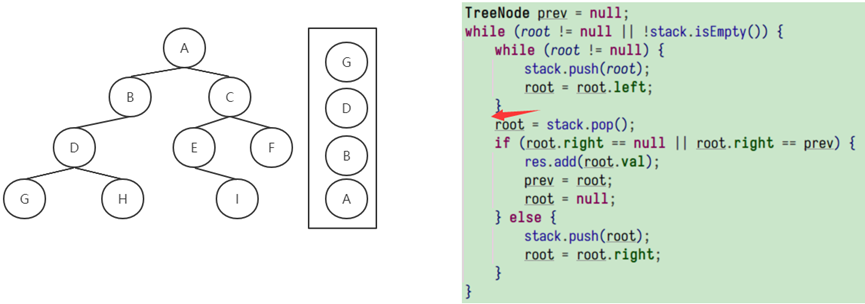 A
B
C
D
E
F
G
H
I
G
D
B
A
TreeNode prev = null;
while (root != null || !stack.isEmpty()) {
while (root != null) {
stack.push(root);
root = root.left;
}
root = stack.pop();
if (root.right == null || root.right == prev) {
res.add(root.val);
prev = root;
root = null;
} else {
stack.push(root);
root = root.right;
}
}